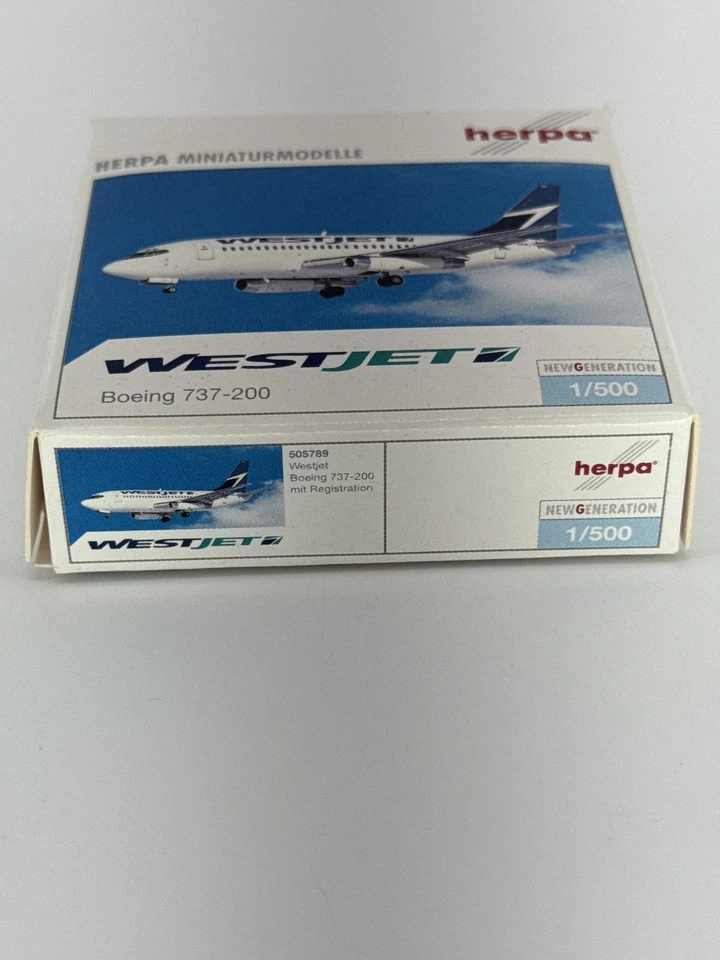 herpa®
HERPA MINIATURMODELLE
WESTJET
WESTJET
Boeing 737-200
NEWGENERATION
1/500
WESTJET
WESTJET
505789
Westjet
Boeing 737-200
mit Registration
herpa®
NEWGENERATION
1/500